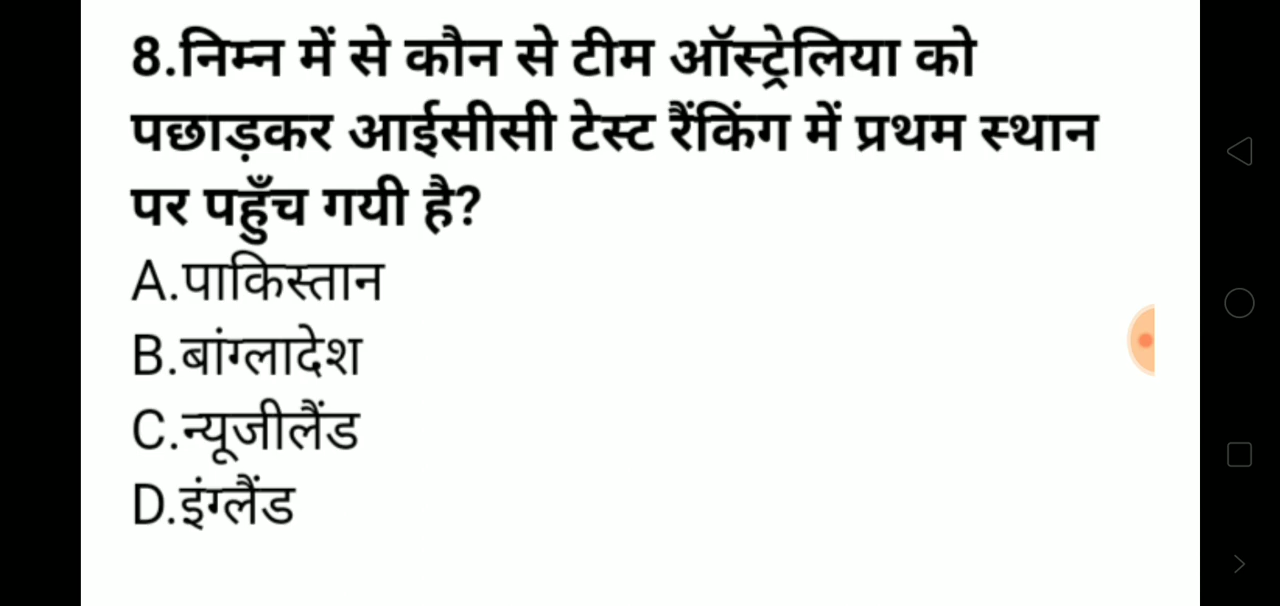 8.निम्न में से कौन से टीम ऑस्ट्रेलिया को
पछाड़कर आईसीसी टेस्ट रैंकिंग में प्रथम स्थान
पर पहुँच गयी है?
A.पाकिस्तान
B.बांग्लादेश
C.न्यूजीलैंड
D.इंग्लैंड